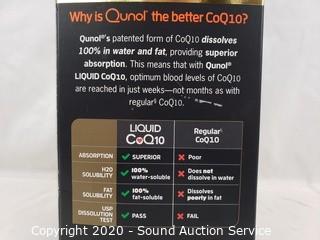 Why is Qunol® the better CoQ10?
Qunol®'s patented form of CoQ10 dissolves
100% in water and fat, providing superior
absorption. This means that with Qunol®
LIQUID CoQ10, optimum blood levels of CoQ10
are reached in just weeks—not months as with
regular§ CoQ10.
LIQUID CoQ10
Regular§ CoQ10
ABSORPTION ✓ SUPERIOR ✗ Poor
H2O SOLUBILITY ✓ 100% water-soluble ✗ Does not dissolve in water
FAT SOLUBILITY ✓ 100% fat-soluble ✗ Dissolves poorly in fat
USP DISSOLUTION TEST ✓ PASS ✗ FAIL
Copyright 2020 - Sound Auction Service